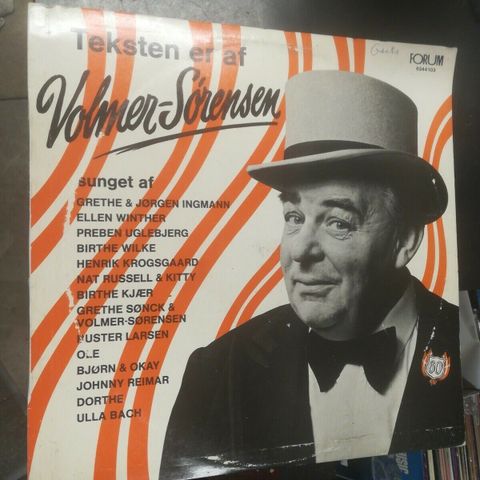 Teksten er af
FORUM
6344103
Volmer-Sørensen
sunget af
GRETHE & JØRGEN INGMANN
ELLEN WINTHER
PREBEN UGLEBJERG
BIRTHE WILKE
HENRIK KROGSGAARD
NAT RUSSELL & KITTY
BIRTHE KJÆR
GRETHE SØNCK &
VOLMER-SØRENSEN
BUSTER LARSEN
BJØRN & OKAY
JOHNNY REIMAR
DORTHE
ULLA BACH
60